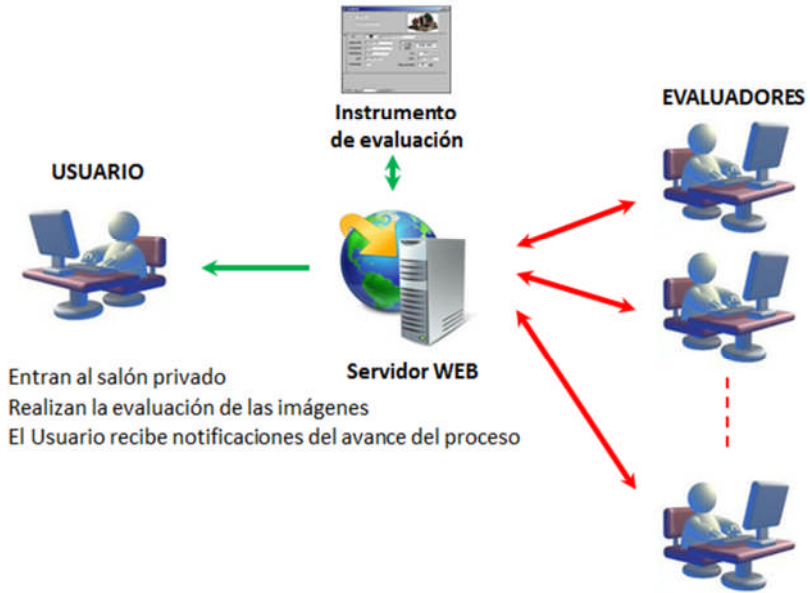 Instrumento
de evaluación
EVALUADORES
USUARIO
Servidor WEB
Entran al salón privado
Realizan la evaluación de las imágenes
El Usuario recibe notificaciones del avance del proceso